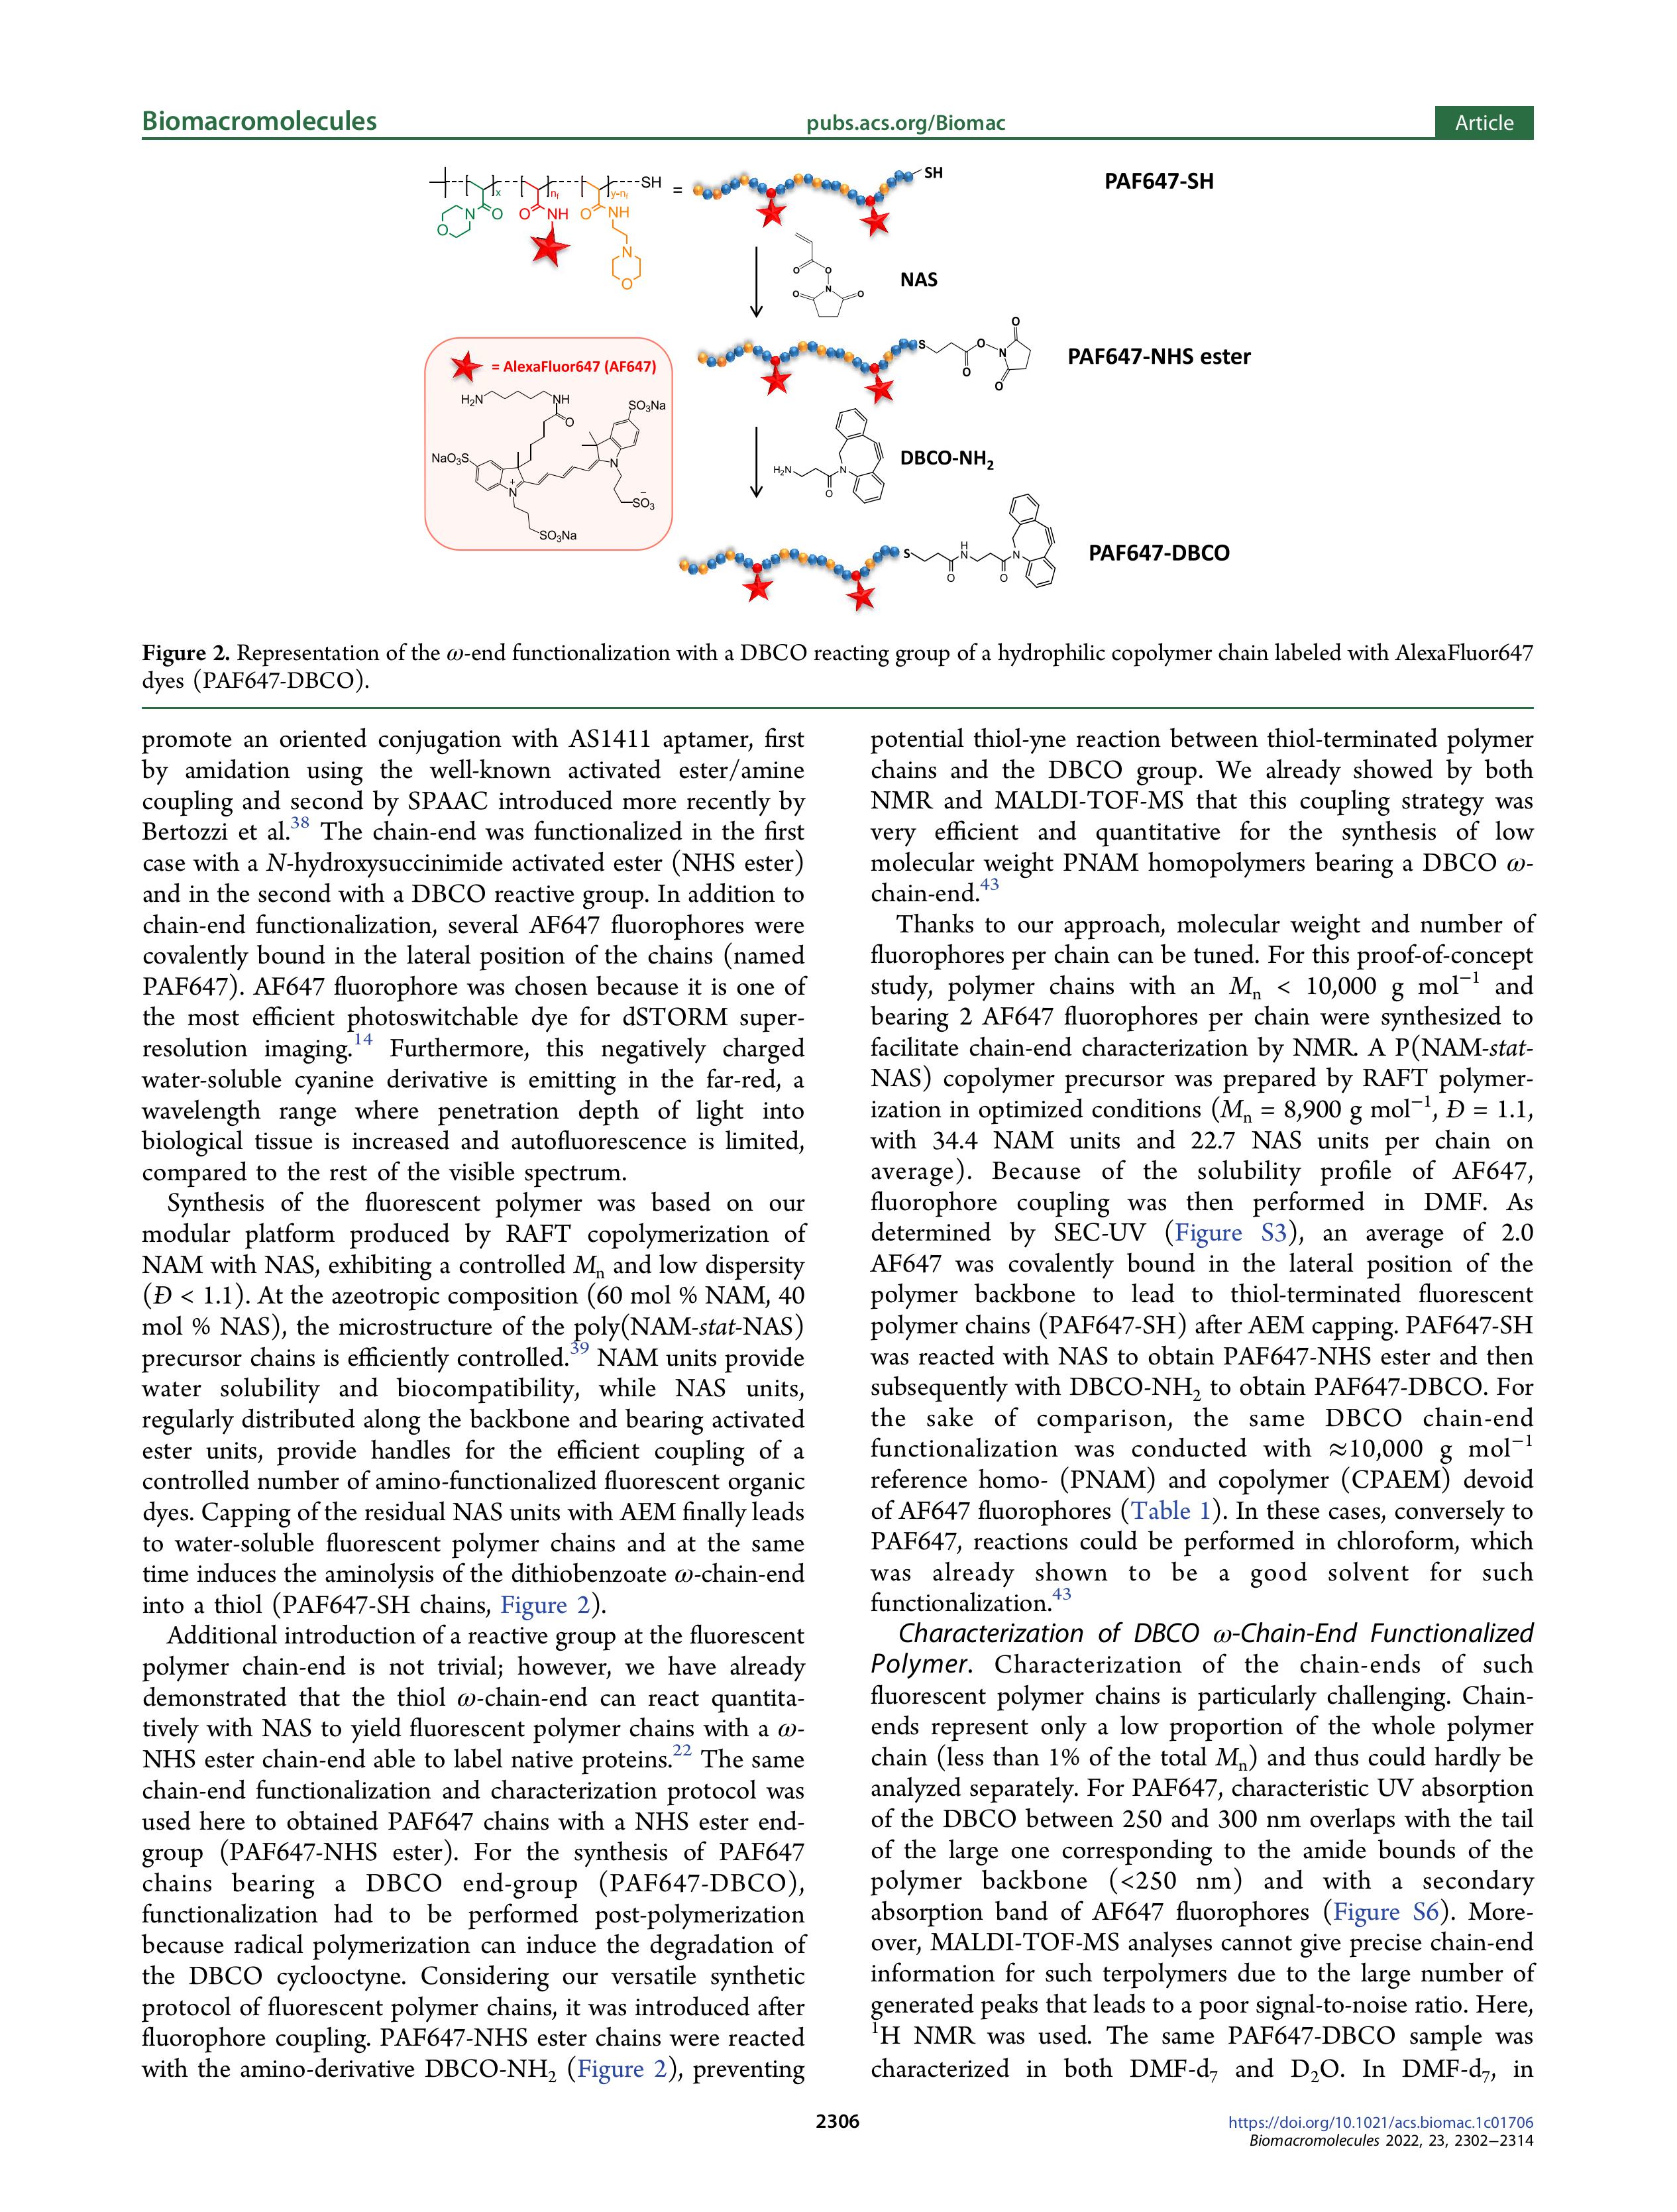 Biomacromolecules
pubs.acs.org/Biomac
Article
SH
=
SH
PAF647-SH
x
nf
y-nf
N
O
O
O
NH
O
NH
N
O
O
O
N
O
O
NAS
S
O
O
N
O
O
PAF647-NHS ester
= AlexaFluor647 (AF647)
H2N
NH
O
SO3Na
NaO3S
N
+
N
SO3
−
SO3Na
H2N
O
N
DBCO-NH2
S
O
H
N
O
N
PAF647-DBCO
Figure 2. Representation of the ω-end functionalization with a DBCO reacting group of a hydrophilic copolymer chain labeled with AlexaFluor647
dyes (PAF647-DBCO).
promote an oriented conjugation with AS1411 aptamer, first
by amidation using the well-known activated ester/amine
coupling and second by SPAAC introduced more recently by
Bertozzi et al.38 The chain-end was functionalized in the first
case with a N-hydroxysuccinimide activated ester (NHS ester)
and in the second with a DBCO reactive group. In addition to
chain-end functionalization, several AF647 fluorophores were
covalently bound in the lateral position of the chains (named
PAF647). AF647 fluorophore was chosen because it is one of
the most efficient photoswitchable dye for dSTORM super-
resolution imaging.14 Furthermore, this negatively charged
water-soluble cyanine derivative is emitting in the far-red, a
wavelength range where penetration depth of light into
biological tissue is increased and autofluorescence is limited,
compared to the rest of the visible spectrum.
Synthesis of the fluorescent polymer was based on our
modular platform produced by RAFT copolymerization of
NAM with NAS, exhibiting a controlled Mn and low dispersity
(Đ < 1.1). At the azeotropic composition (60 mol % NAM, 40
mol % NAS), the microstructure of the poly(NAM-stat-NAS)
precursor chains is efficiently controlled.39 NAM units provide
water solubility and biocompatibility, while NAS units,
regularly distributed along the backbone and bearing activated
ester units, provide handles for the efficient coupling of a
controlled number of amino-functionalized fluorescent organic
dyes. Capping of the residual NAS units with AEM finally leads
to water-soluble fluorescent polymer chains and at the same
time induces the aminolysis of the dithiobenzoate ω-chain-end
into a thiol (PAF647-SH chains, Figure 2).
Additional introduction of a reactive group at the fluorescent
polymer chain-end is not trivial; however, we have already
demonstrated that the thiol ω-chain-end can react quantita-
tively with NAS to yield fluorescent polymer chains with a ω-
NHS ester chain-end able to label native proteins.22 The same
chain-end functionalization and characterization protocol was
used here to obtained PAF647 chains with a NHS ester end-
group (PAF647-NHS ester). For the synthesis of PAF647
chains bearing a DBCO end-group (PAF647-DBCO),
functionalization had to be performed post-polymerization
because radical polymerization can induce the degradation of
the DBCO cyclooctyne. Considering our versatile synthetic
protocol of fluorescent polymer chains, it was introduced after
fluorophore coupling. PAF647-NHS ester chains were reacted
with the amino-derivative DBCO-NH2 (Figure 2), preventing
potential thiol-yne reaction between thiol-terminated polymer
chains and the DBCO group. We already showed by both
NMR and MALDI-TOF-MS that this coupling strategy was
very efficient and quantitative for the synthesis of low
molecular weight PNAM homopolymers bearing a DBCO ω-
chain-end.43
Thanks to our approach, molecular weight and number of
fluorophores per chain can be tuned. For this proof-of-concept
study, polymer chains with an Mn < 10,000 g mol−1 and
bearing 2 AF647 fluorophores per chain were synthesized to
facilitate chain-end characterization by NMR. A P(NAM-stat-
NAS) copolymer precursor was prepared by RAFT polymer-
ization in optimized conditions (Mn = 8,900 g mol−1, Đ = 1.1,
with 34.4 NAM units and 22.7 NAS units per chain on
average). Because of the solubility profile of AF647,
fluorophore coupling was then performed in DMF. As
determined by SEC-UV (Figure S3), an average of 2.0
AF647 was covalently bound in the lateral position of the
polymer backbone to lead to thiol-terminated fluorescent
polymer chains (PAF647-SH) after AEM capping. PAF647-SH
was reacted with NAS to obtain PAF647-NHS ester and then
subsequently with DBCO-NH2 to obtain PAF647-DBCO. For
the sake of comparison, the same DBCO chain-end
functionalization was conducted with ≈10,000 g mol−1
reference homo- (PNAM) and copolymer (CPAEM) devoid
of AF647 fluorophores (Table 1). In these cases, conversely to
PAF647, reactions could be performed in chloroform, which
was already shown to be a good solvent for such
functionalization.43
Characterization of DBCO ω-Chain-End Functionalized
Polymer. Characterization of the chain-ends of such
fluorescent polymer chains is particularly challenging. Chain-
ends represent only a low proportion of the whole polymer
chain (less than 1% of the total Mn) and thus could hardly be
analyzed separately. For PAF647, characteristic UV absorption
of the DBCO between 250 and 300 nm overlaps with the tail
of the large one corresponding to the amide bounds of the
polymer backbone (<250 nm) and with a secondary
absorption band of AF647 fluorophores (Figure S6). More-
over, MALDI-TOF-MS analyses cannot give precise chain-end
information for such terpolymers due to the large number of
generated peaks that leads to a poor signal-to-noise ratio. Here,
1H NMR was used. The same PAF647-DBCO sample was
characterized in both DMF-d7 and D2O. In DMF-d7, in
2306
https://doi.org/10.1021/acs.biomac.1c01706
Biomacromolecules 2022, 23, 2302−2314